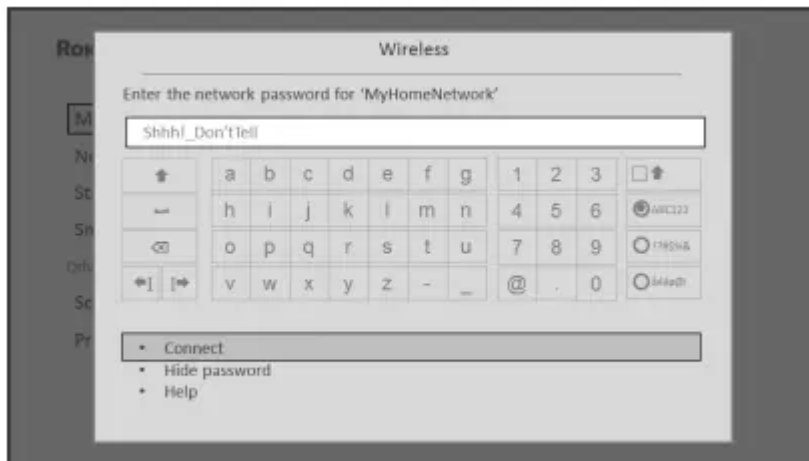 Wireless
Enter the network password for ‘MyHomeNetwork’
Shhh!_Don'tTell
a b c d e f g 1 2 3
h i j k l m n 4 5 6 ABC123
o p q r s t u 7 8 9
v w x y z - _ @ . 0
• Connect
• Hide password
• Help